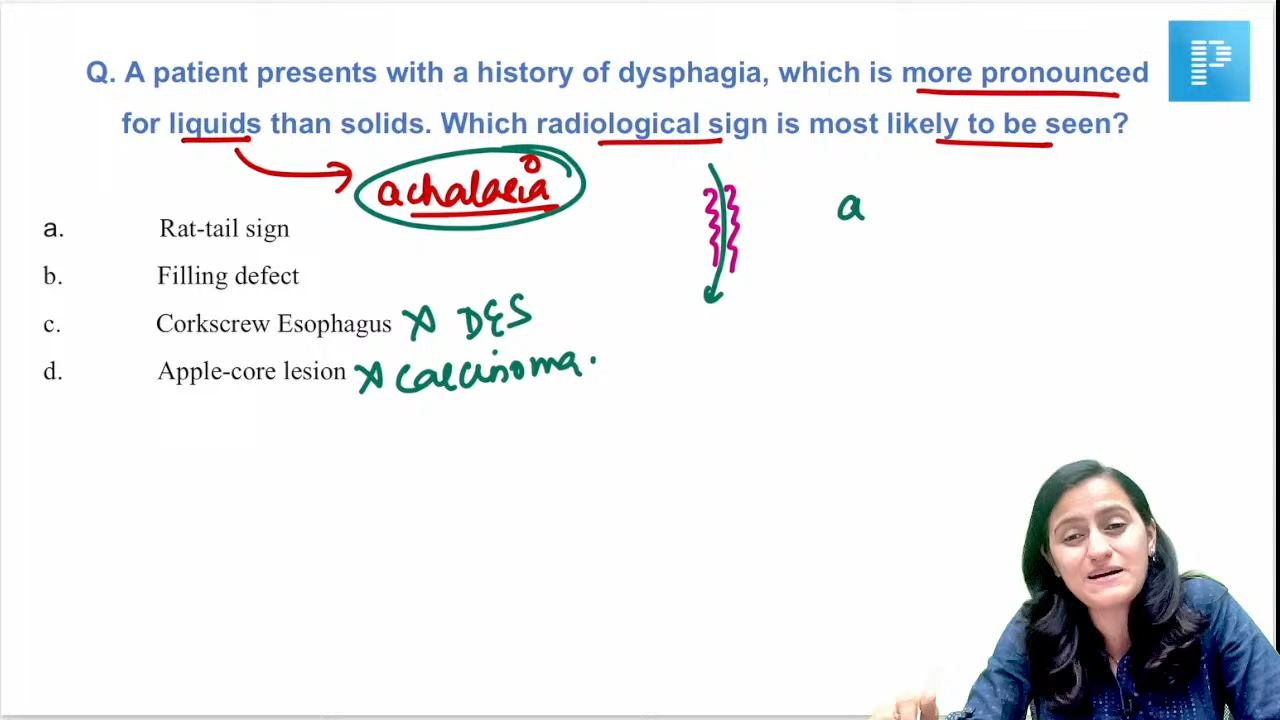 Q. A patient presents with a history of dysphagia, which is more pronounced
for liquids than solids. Which radiological sign is most likely to be seen?
achalasia
a
a. Rat-tail sign
b. Filling defect
c. Corkscrew Esophagus x DES
d. Apple-core lesion x Carcinoma.
P